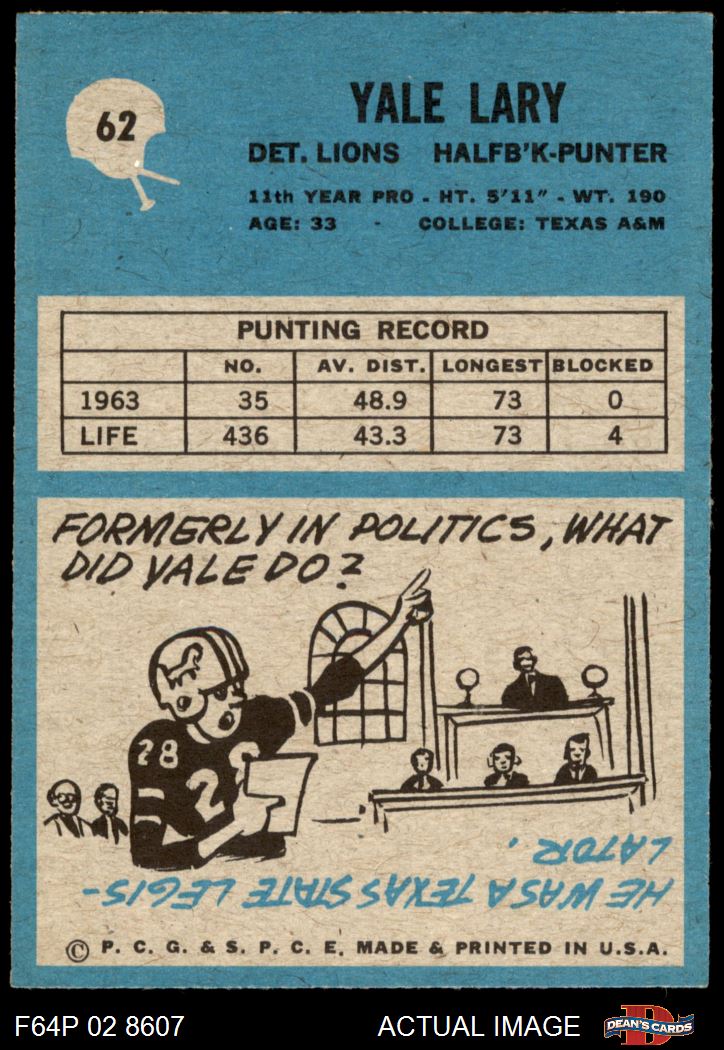 62
YALE LARY
DET. LIONS HALFB'K-PUNTER
11th YEAR PRO - HT. 5'11" - WT. 190
AGE: 33 - COLLEGE: TEXAS A&M
PUNTING RECORD
NO. AV. DIST. LONGEST BLOCKED
1963 35 48.9 73 0
LIFE 436 43.3 73 4
FORMERLY IN POLITICS, WHAT
DID YALE DO?
28
28
HE WAS A TEXAS STATE LEGIS-
LATOR.
© P. C. G. & S. P. C. E. MADE & PRINTED IN U.S.A.
F64P 02 8607 ACTUAL IMAGE
D
DEAN'S CARDS